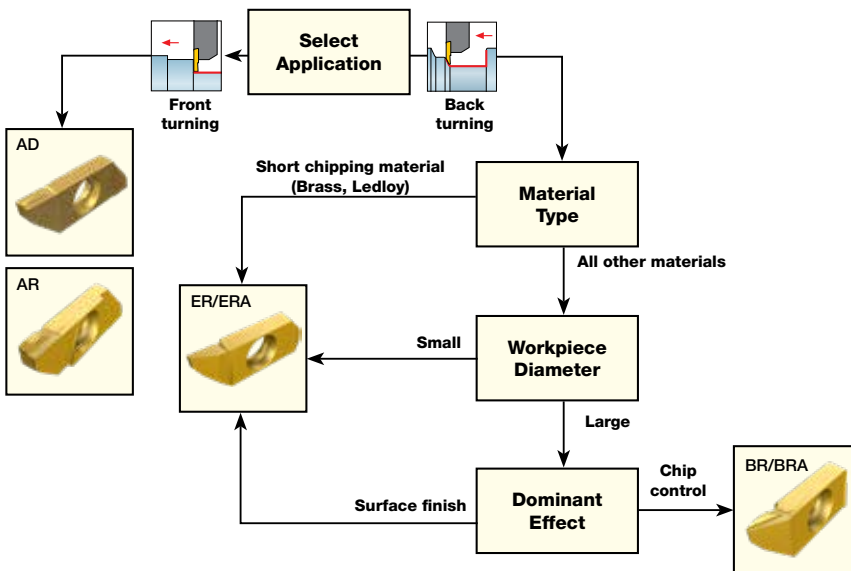 Select
Application
Front
turning
Back
turning
AD
Short chipping material
(Brass, Ledloy)
Material
Type
All other materials
AR
ER/ERA
Small
Workpiece
Diameter
Large
Surface finish
Dominant
Effect
Chip
control
BR/BRA